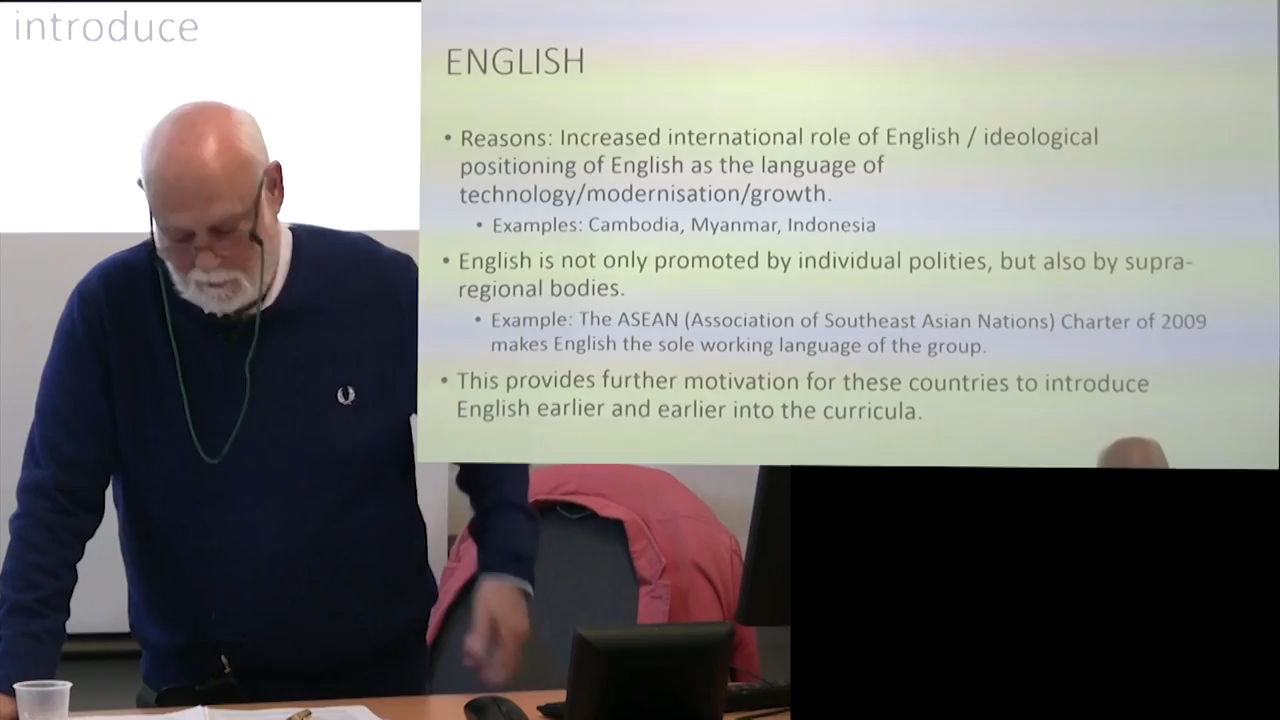 introduce
ENGLISH
• Reasons: Increased international role of English / ideological
positioning of English as the language of
technology/modernisation/growth.
• Examples: Cambodia, Myanmar, Indonesia
• English is not only promoted by individual polities, but also by supra-
regional bodies.
• Example: The ASEAN (Association of Southeast Asian Nations) Charter of 2009
makes English the sole working language of the group.
• This provides further motivation for these countries to introduce
English earlier and earlier into the curricula.